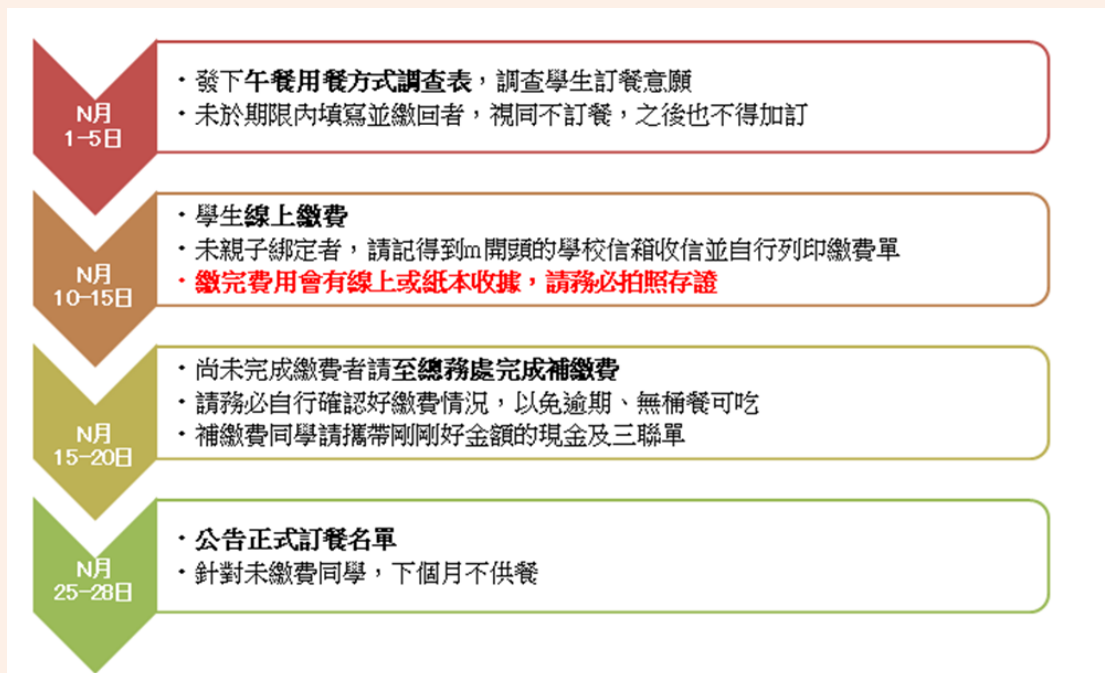 N月
1-5日
・發下午餐用餐方式調查表，調查學生訂餐意願
・未於期限內填寫並繳回者，視同不訂餐，之後也不得加訂
N月
10-15日
・學生線上繳費
・未親子綁定者，請記得到m開頭的學校信箱收信並自行列印繳費單
・繳完費用會有線上或紙本收據，請務必拍照存證
N月
15-20日
・尚未完成繳費者請至總務處完成補繳費
・請務必自行確認好繳費情況，以免逾期、無桶餐可吃
・補繳費同學請攜帶剛剛好金額的現金及三聯單
N月
25-28日
・公告正式訂餐名單
・針對未繳費同學，下個月不供餐